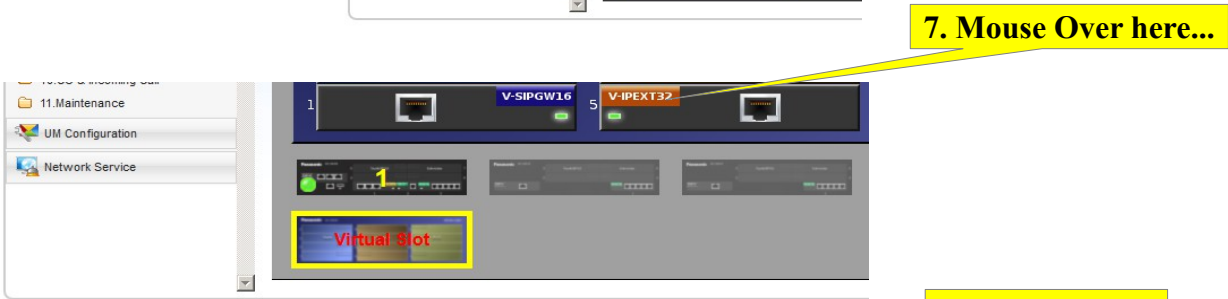 7. Mouse Over here...
11.Maintenance
UM Configuration
Network Service
1
V-SIPGW16
5
V-IPEXT32
1
Virtual Slot